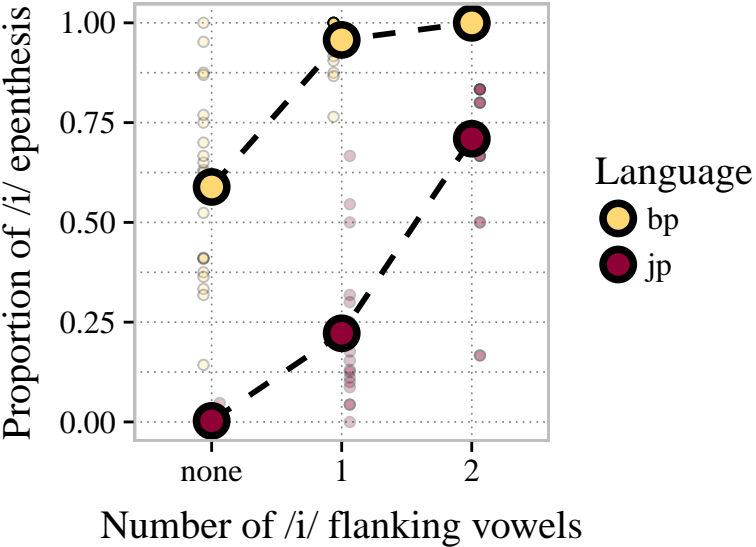 Proportion of /i/ epenthesis
1.00
0.75
0.50
0.25
0.00
none 1 2
Number of /i/ flanking vowels
Language
bp
jp